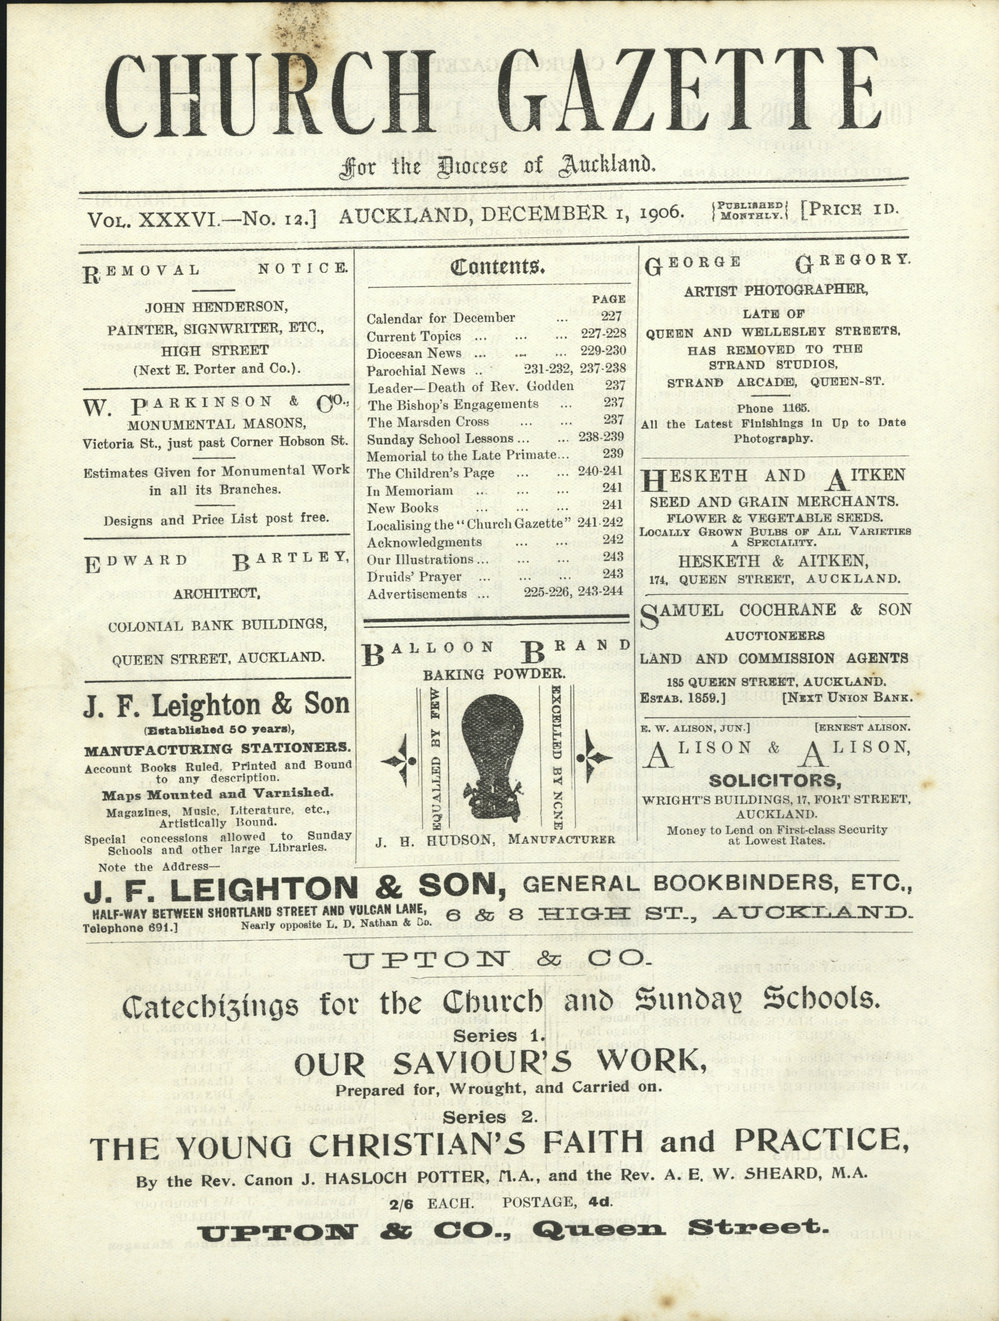 CHURCH GAZETTE
For the Diocese of Auckland.
VOL. XXXVI.—No. 12.] AUCKLAND, DECEMBER 1, 1906. {PUBLISHED MONTHLY.} [PRICE 1D.
REMOVAL NOTICE.
JOHN HENDERSON,
PAINTER, SIGNWRITER, ETC.,
HIGH STREET
(Next E. Porter and Co.).
W. PARKINSON & CO.,
MONUMENTAL MASONS,
Victoria St., just past Corner Hobson St.
Estimates Given for Monumental Work
in all its Branches.
Designs and Price List post free.
EDWARD BARTLEY,
ARCHITECT,
COLONIAL BANK BUILDINGS,
QUEEN STREET, AUCKLAND.
J. F. Leighton & Son
(Established 50 years),
MANUFACTURING STATIONERS.
Account Books Ruled, Printed and Bound
to any description.
Maps Mounted and Varnished.
Magazines, Music, Literature, etc.,
Artistically Bound.
Special concessions allowed to Sunday
Schools and other large Libraries.
Note the Address—
Contents.
PAGE
Calendar for December ... 227
Current Topics ... ... ... 227-228
Diocesan News ... ... ... 229-230
Parochial News .. 231-232, 237-238
Leader—Death of Rev. Godden 237
The Bishop's Engagements ... 237
The Marsden Cross ... ... 237
Sunday School Lessons ... ... 238-239
Memorial to the Late Primate... 239
The Children's Page ... ... 240-241
In Memoriam ... ... ... 241
New Books ... ... ... 241
Localising the "Church Gazette" 241-242
Acknowledgments ... ... 242
Our Illustrations ... ... ... 243
Druids' Prayer ... ... ... 243
Advertisements ... 225-226, 243-244
BALLOON BRAND
BAKING POWDER.
EQUALLED BY FEW
EXCELLED BY NONE
J. H. HUDSON, MANUFACTURER
GEORGE GREGORY.
ARTIST PHOTOGRAPHER,
LATE OF
QUEEN AND WELLESLEY STREETS,
HAS REMOVED TO THE
STRAND STUDIOS,
STRAND ARCADE, QUEEN-ST.
Phone 1165.
All the Latest Finishings in Up to Date
Photography.
HESKETH AND AITKEN
SEED AND GRAIN MERCHANTS.
FLOWER & VEGETABLE SEEDS.
LOCALLY GROWN BULBS OF ALL VARIETIES
A SPECIALITY.
HESKETH & AITKEN,
174, QUEEN STREET, AUCKLAND.
SAMUEL COCHRANE & SON
AUCTIONEERS
LAND AND COMMISSION AGENTS
185 QUEEN STREET, AUCKLAND.
ESTAB. 1859.] [NEXT UNION BANK.
E. W. ALISON, JUN.] [ERNEST ALISON.
ALISON & ALISON,
SOLICITORS,
WRIGHT'S BUILDINGS, 17, FORT STREET,
AUCKLAND.
Money to Lend on First-class Security
at Lowest Rates.
J. F. LEIGHTON & SON, GENERAL BOOKBINDERS, ETC.,
HALF-WAY BETWEEN SHORTLAND STREET AND VULCAN LANE, 6 & 8 HIGH ST., AUCKLAND.
Telephone 691.] Nearly opposite L. D. Nathan & Co.
UPTON & CO.
Catechizings for the Church and Sunday Schools.
Series 1.
OUR SAVIOUR'S WORK,
Prepared for, Wrought, and Carried on.
Series 2.
THE YOUNG CHRISTIAN'S FAITH and PRACTICE,
By the Rev. Canon J. HASLOCH POTTER, M.A., and the Rev. A. E. W. SHEARD, M.A.
2/6 EACH. POSTAGE, 4d.
UPTON & CO., Queen Street.